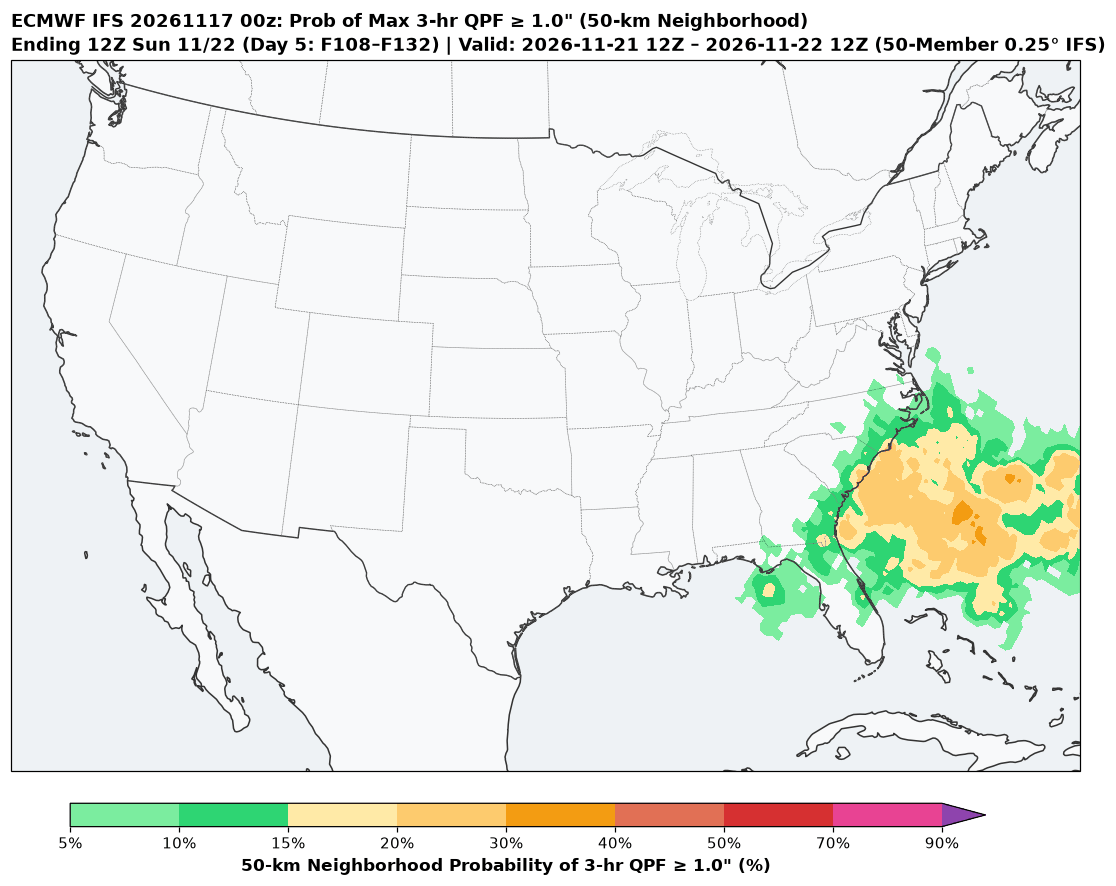 ECMWF IFS 20261117 00z: Prob of Max 3-hr QPF ≥ 1.0" (50-km Neighborhood)
Ending 12Z Sun 11/22 (Day 5: F108–F132) | Valid: 2026-11-21 12Z – 2026-11-22 12Z (50-Member 0.25° IFS)
5% 10% 15% 20% 30% 40% 50% 70% 90%
50-km Neighborhood Probability of 3-hr QPF ≥ 1.0" (%)